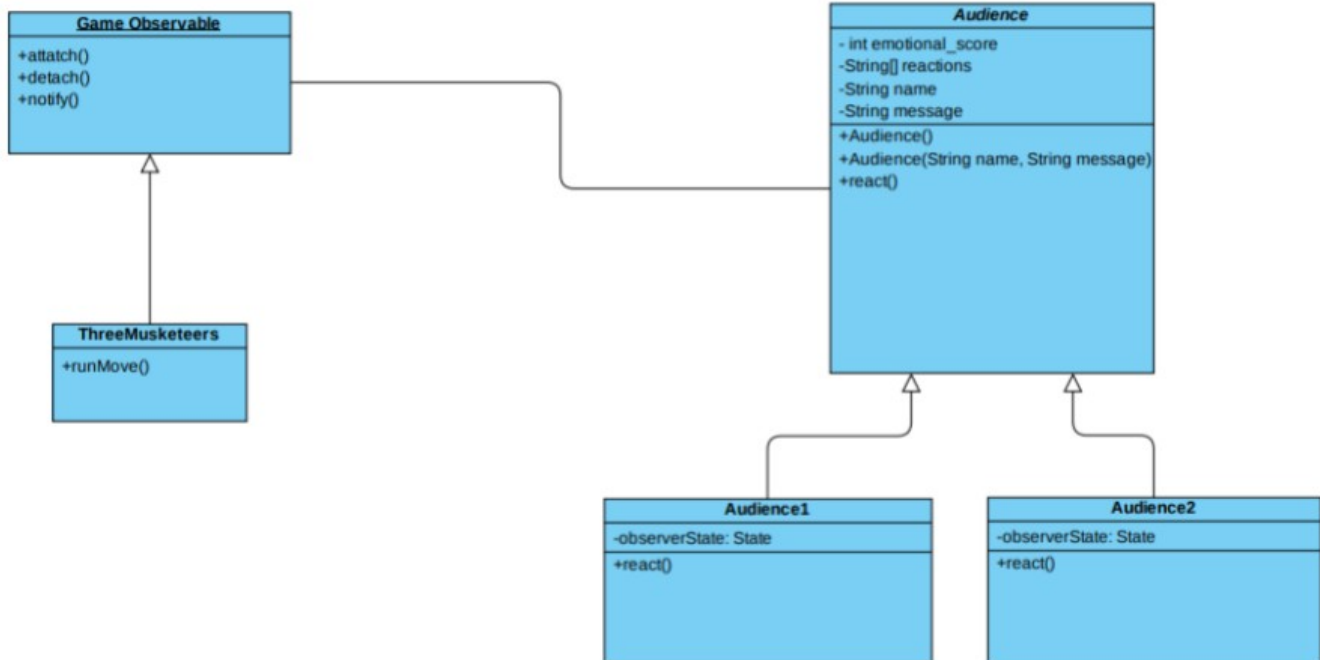 Game Observable
+attatch()
+detach()
+notify()
ThreeMusketeers
+runMove()
Audience
- int emotional_score
-String[] reactions
-String name
-String message
+Audience()
+Audience(String name, String message)
+react()
Audience1
-observerState: State
+react()
Audience2
-observerState: State
+react()